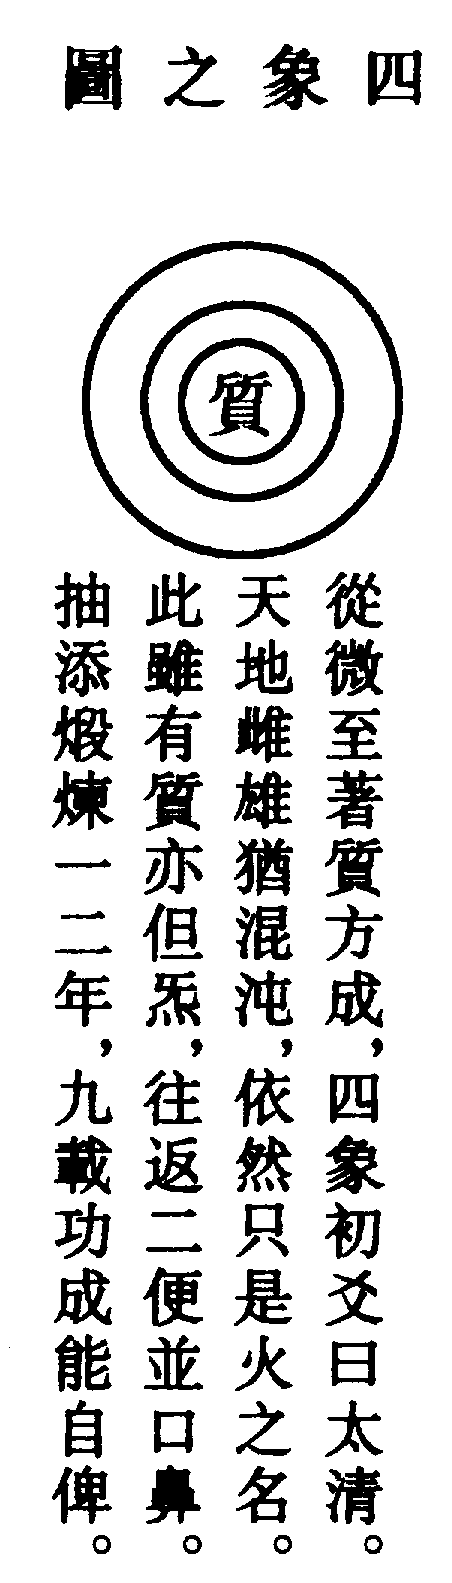 四象之圖
質
從微至著質方成，四象初爻曰太清。
天地雌雄猶混沌，依然只是火之名。
此雖有質亦但炁，往返二便並口鼻。
抽添煅煉一二年，九載功成能自俾。